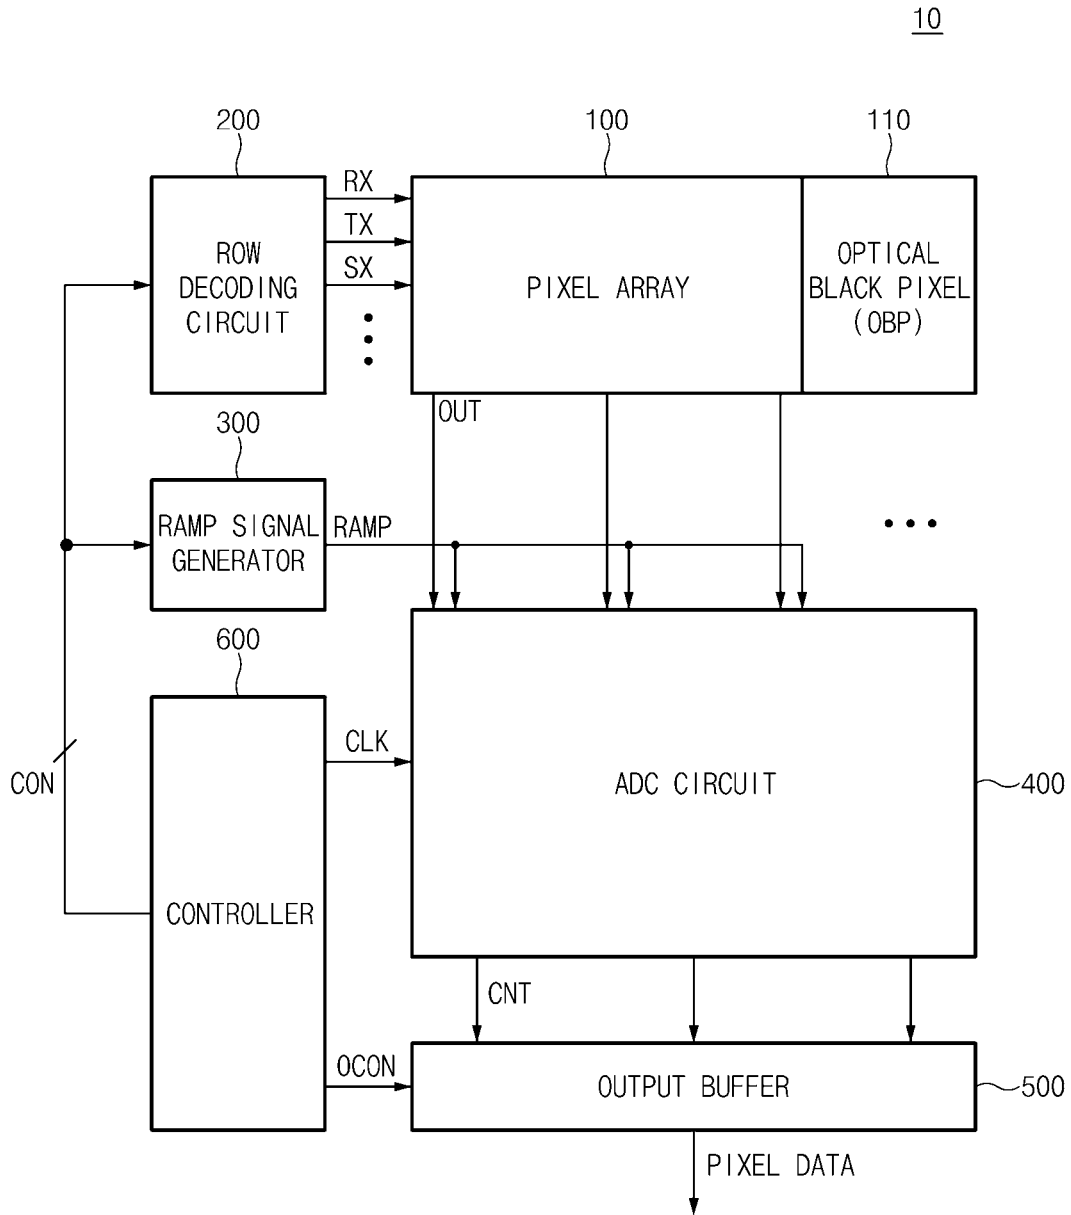 10
200
100
110
ROW
DECODING
CIRCUIT
RX
TX
SX
PIXEL ARRAY
OPTICAL
BLACK PIXEL
(OBP)
OUT
300
RAMP SIGNAL
GENERATOR
RAMP
600
CON
CONTROLLER
CLK
ADC CIRCUIT
400
CNT
OCON
OUTPUT BUFFER
500
PIXEL DATA